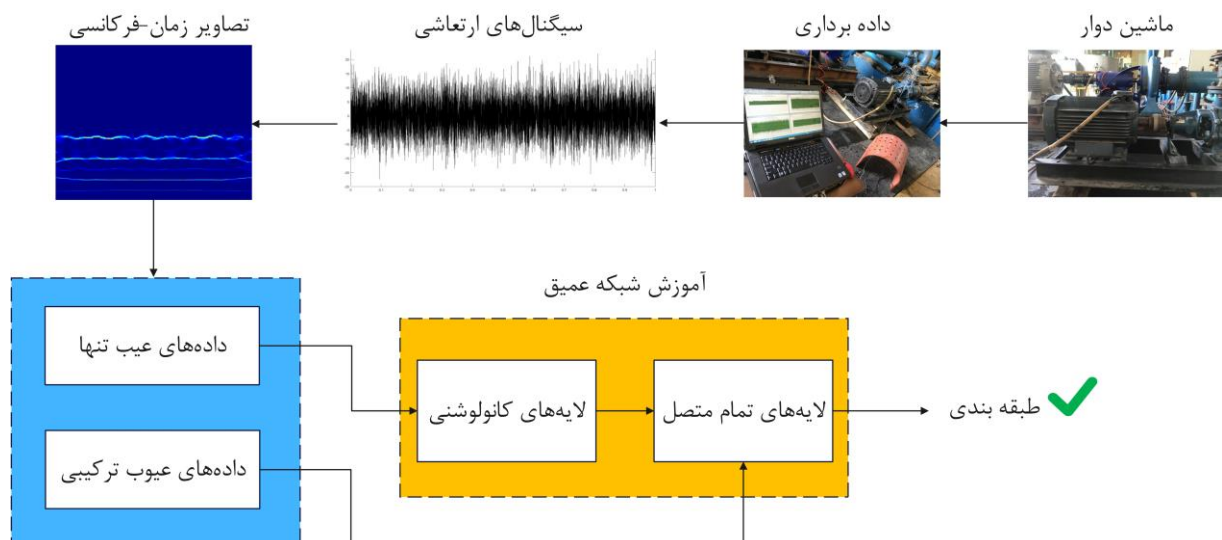 ماشین دوار
داده برداری
سیگنال‌های ارتعاشی
تصاویر زمان-فرکانسی
آموزش شبکه عمیق
داده‌های عیب تنها
لایه‌های کانولوشنی
لایه‌های تمام متصل
طبقه بندی
داده‌های عیوب ترکیبی